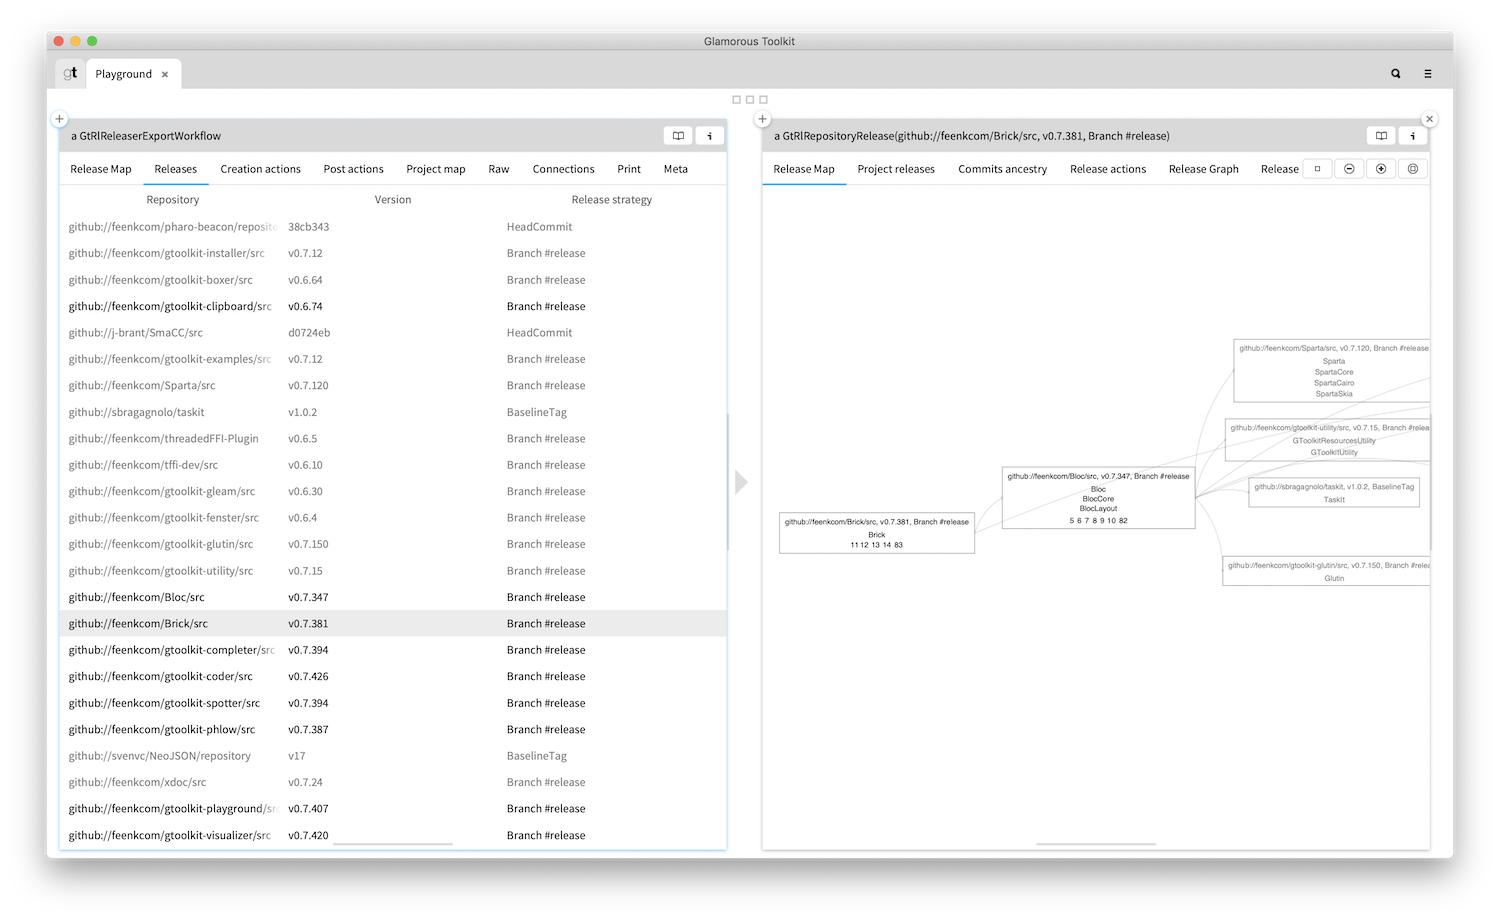 Glamorous Toolkit
gt
Playground
a GtRlReleaserExportWorkflow
Release Map Releases Creation actions Post actions Project map Raw Connections Print Meta
Repository Version Release strategy
github://feenkcom/pharo-beacon/reposito 38cb343 HeadCommit
github://feenkcom/gtoolkit-installer/src v0.7.12 Branch #release
github://feenkcom/gtoolkit-boxer/src v0.6.64 Branch #release
github://feenkcom/gtoolkit-clipboard/src v0.6.74 Branch #release
github://j-brant/SmaCC/src d0724eb HeadCommit
github://feenkcom/gtoolkit-examples/src v0.7.12 Branch #release
github://feenkcom/Sparta/src v0.7.120 Branch #release
github://sbragagnolo/taskit v1.0.2 BaselineTag
github://feenkcom/threadedFFI-Plugin v0.6.5 Branch #release
github://feenkcom/tffi-dev/src v0.6.10 Branch #release
github://feenkcom/gtoolkit-gleam/src v0.6.30 Branch #release
github://feenkcom/gtoolkit-fenster/src v0.6.4 Branch #release
github://feenkcom/gtoolkit-glutin/src v0.7.150 Branch #release
github://feenkcom/gtoolkit-utility/src v0.7.15 Branch #release
github://feenkcom/Bloc/src v0.7.347 Branch #release
github://feenkcom/Brick/src v0.7.381 Branch #release
github://feenkcom/gtoolkit-completer/src v0.7.394 Branch #release
github://feenkcom/gtoolkit-coder/src v0.7.426 Branch #release
github://feenkcom/gtoolkit-spotter/src v0.7.394 Branch #release
github://feenkcom/gtoolkit-phlow/src v0.7.387 Branch #release
github://svenvc/NeoJSON/repository v17 BaselineTag
github://feenkcom/xdoc/src v0.7.24 Branch #release
github://feenkcom/gtoolkit-playground/src v0.7.407 Branch #release
github://feenkcom/gtoolkit-visualizer/src v0.7.420 Branch #release
a GtRlRepositoryRelease(github://feenkcom/Brick/src, v0.7.381, Branch #release)
Release Map Project releases Commits ancestry Release actions Release Graph Release
github://feenkcom/Brick/src, v0.7.381, Branch #release
Brick
11 12 13 14 83
github://feenkcom/Bloc/src, v0.7.347, Branch #release
Bloc
BlocCore
BlocLayout
5 6 7 8 9 10 82
github://feenkcom/Sparta/src, v0.7.120, Branch #release
Sparta
SpartaCore
SpartaCairo
SpartaSkia
github://feenkcom/gtoolkit-utility/src, v0.7.15, Branch #relea
GToolkitResourcesUtility
GToolkitUtility
github://sbragagnolo/taskit, v1.0.2, BaselineTag
TaskIt
github://feenkcom/gtoolkit-glutin/src, v0.7.150, Branch #relea
Glutin